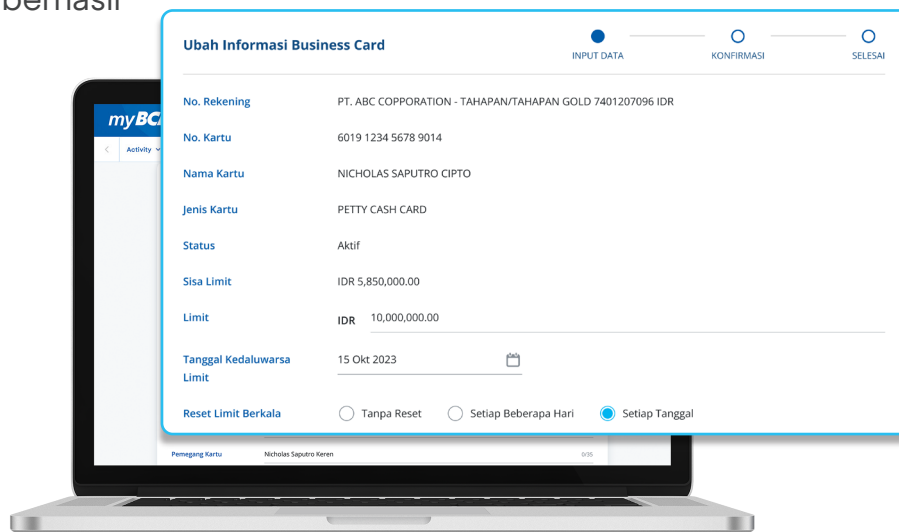 berhasil
Ubah Informasi Business Card
INPUT DATA
KONFIRMASI
SELESAI
No. Rekening PT. ABC COPPORATION - TAHAPAN/TAHAPAN GOLD 7401207096 IDR
No. Kartu 6019 1234 5678 9014
Nama Kartu NICHOLAS SAPUTRO CIPTO
Jenis Kartu PETTY CASH CARD
Status Aktif
Sisa Limit IDR 5,850,000.00
Limit IDR 10,000,000.00
Tanggal Kedaluwarsa
Limit
15 Okt 2023
Reset Limit Berkala Tanpa Reset Setiap Beberapa Hari Setiap Tanggal
myBC
Activity
Pemegang Kartu Nicholas Saputro Keren 0/35